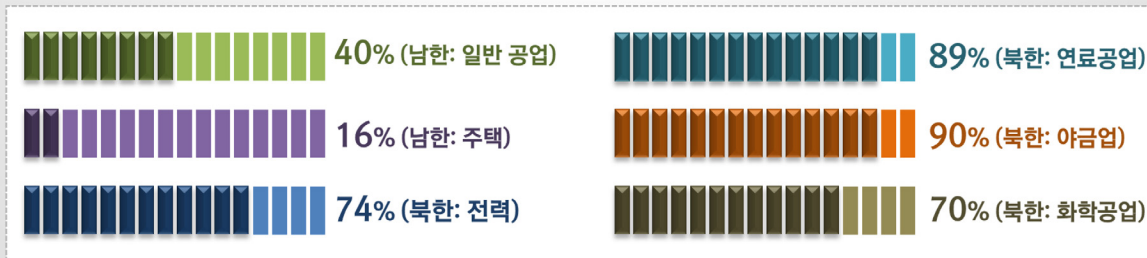 40% (남한: 일반 공업)
16% (남한: 주택)
74% (북한: 전력)
89% (북한: 연료공업)
90% (북한: 야금업)
70% (북한: 화학공업)